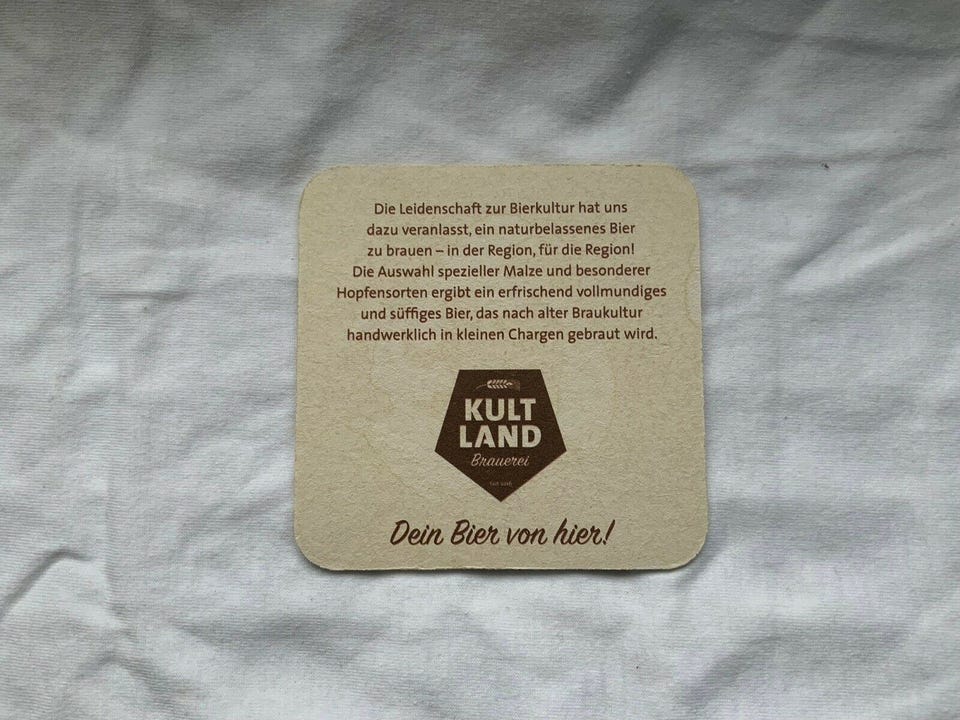 Die Leidenschaft zur Bierkultur hat uns
dazu veranlasst, ein naturbelassenes Bier
zu brauen – in der Region, für die Region!
Die Auswahl spezieller Malze und besonderer
Hopfensorten ergibt ein erfrischend vollmundiges
und süffiges Bier, das nach alter Braukultur
handwerklich in kleinen Chargen gebraut wird.
KULT
LAND
Brauerei
Dein Bier von hier!